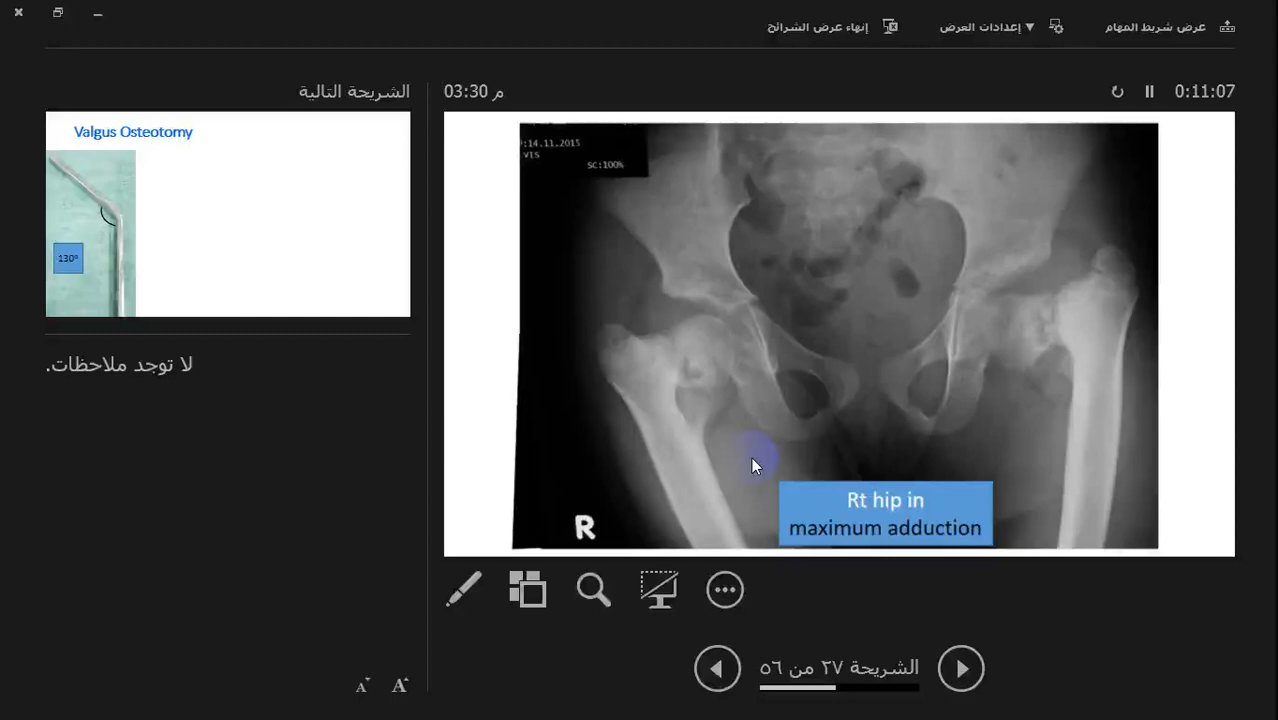 عرض شريط المهام
إعدادات العرض ▼
إنهاء عرض الشرائح
0:11:07
03:30 م
الشريحة التالية
:14.11.2015
VIS
SC:100%
R
Rt hip in
maximum adduction
Valgus Osteotomy
130°
لا توجد ملاحظات.
الشريحة ٢٧ من ٥٦
A A